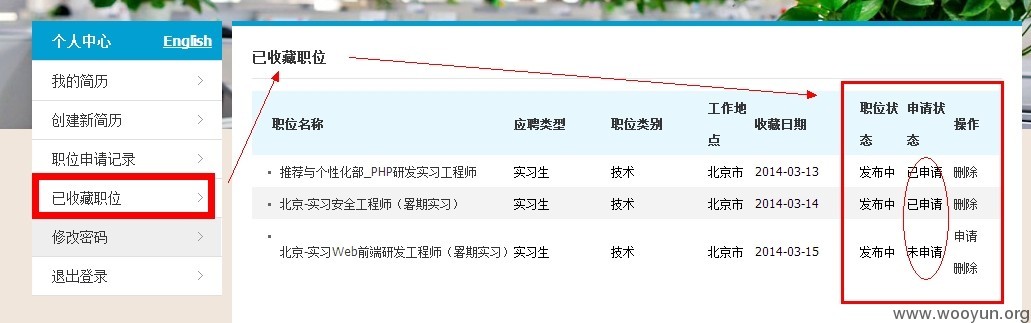 个人中心 English
我的简历
创建新简历
职位申请记录
已收藏职位
修改密码
退出登录
已收藏职位
职位名称 应聘类型 职位类别 工作地点 收藏日期 职位状态 申请状态 操作
推荐与个性化部_PHP研发实习工程师 实习生 技术 北京市 2014-03-13 发布中 已申请 删除
北京-实习安全工程师（署期实习） 实习生 技术 北京市 2014-03-14 发布中 已申请 删除
北京-实习Web前端研发工程师（署期实习） 实习生 技术 北京市 2014-03-15 发布中 未申请 申请 删除
www.wooyun.org